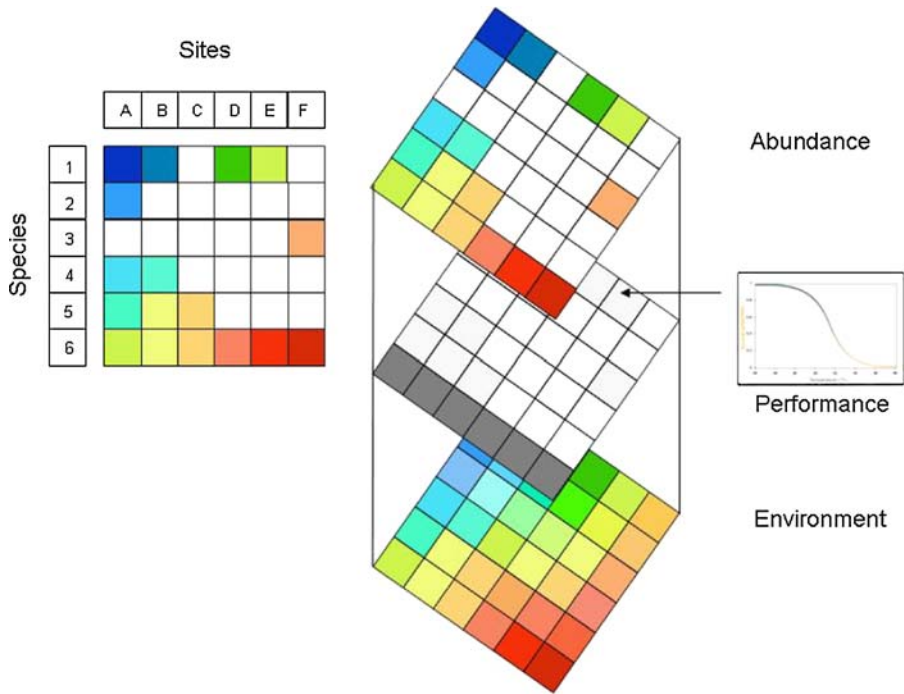 Sites
A B C D E F
Species
1
2
3
4
5
6
Abundance
Performance
Environment